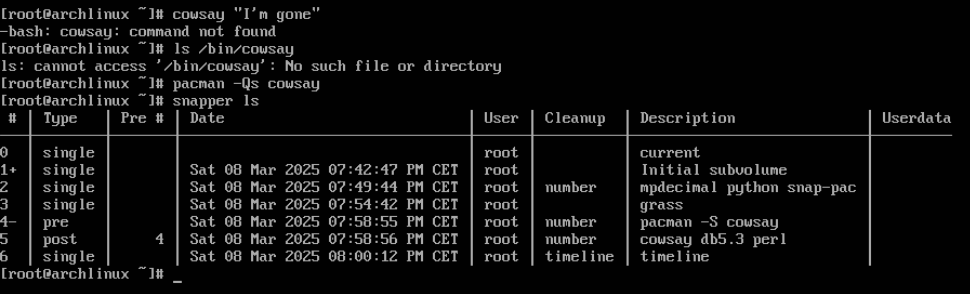 [root@archlinux ~]# cowsay "I'm gone"
-bash: cowsay: command not found
[root@archlinux ~]# ls /bin/cowsay
ls: cannot access '/bin/cowsay': No such file or directory
[root@archlinux ~]# pacman -Qs cowsay
[root@archlinux ~]# snapper ls
 # | Type   | Pre # | Date                            | User | Cleanup  | Description            | Userdata
0  | single |       |                                 | root |          | current                |
1+ | single |       | Sat 08 Mar 2025 07:42:47 PM CET | root |          | Initial subvolume      |
2  | single |       | Sat 08 Mar 2025 07:49:44 PM CET | root | number   | mpdecimal python snap-pac |
3  | single |       | Sat 08 Mar 2025 07:54:42 PM CET | root |          | grass                  |
4- | pre    |       | Sat 08 Mar 2025 07:58:55 PM CET | root | number   | pacman -S cowsay       |
5  | post   |     4 | Sat 08 Mar 2025 07:58:56 PM CET | root | number   | cowsay db5.3 perl      |
6  | single |       | Sat 08 Mar 2025 08:00:12 PM CET | root | timeline | timeline               |
[root@archlinux ~]# _